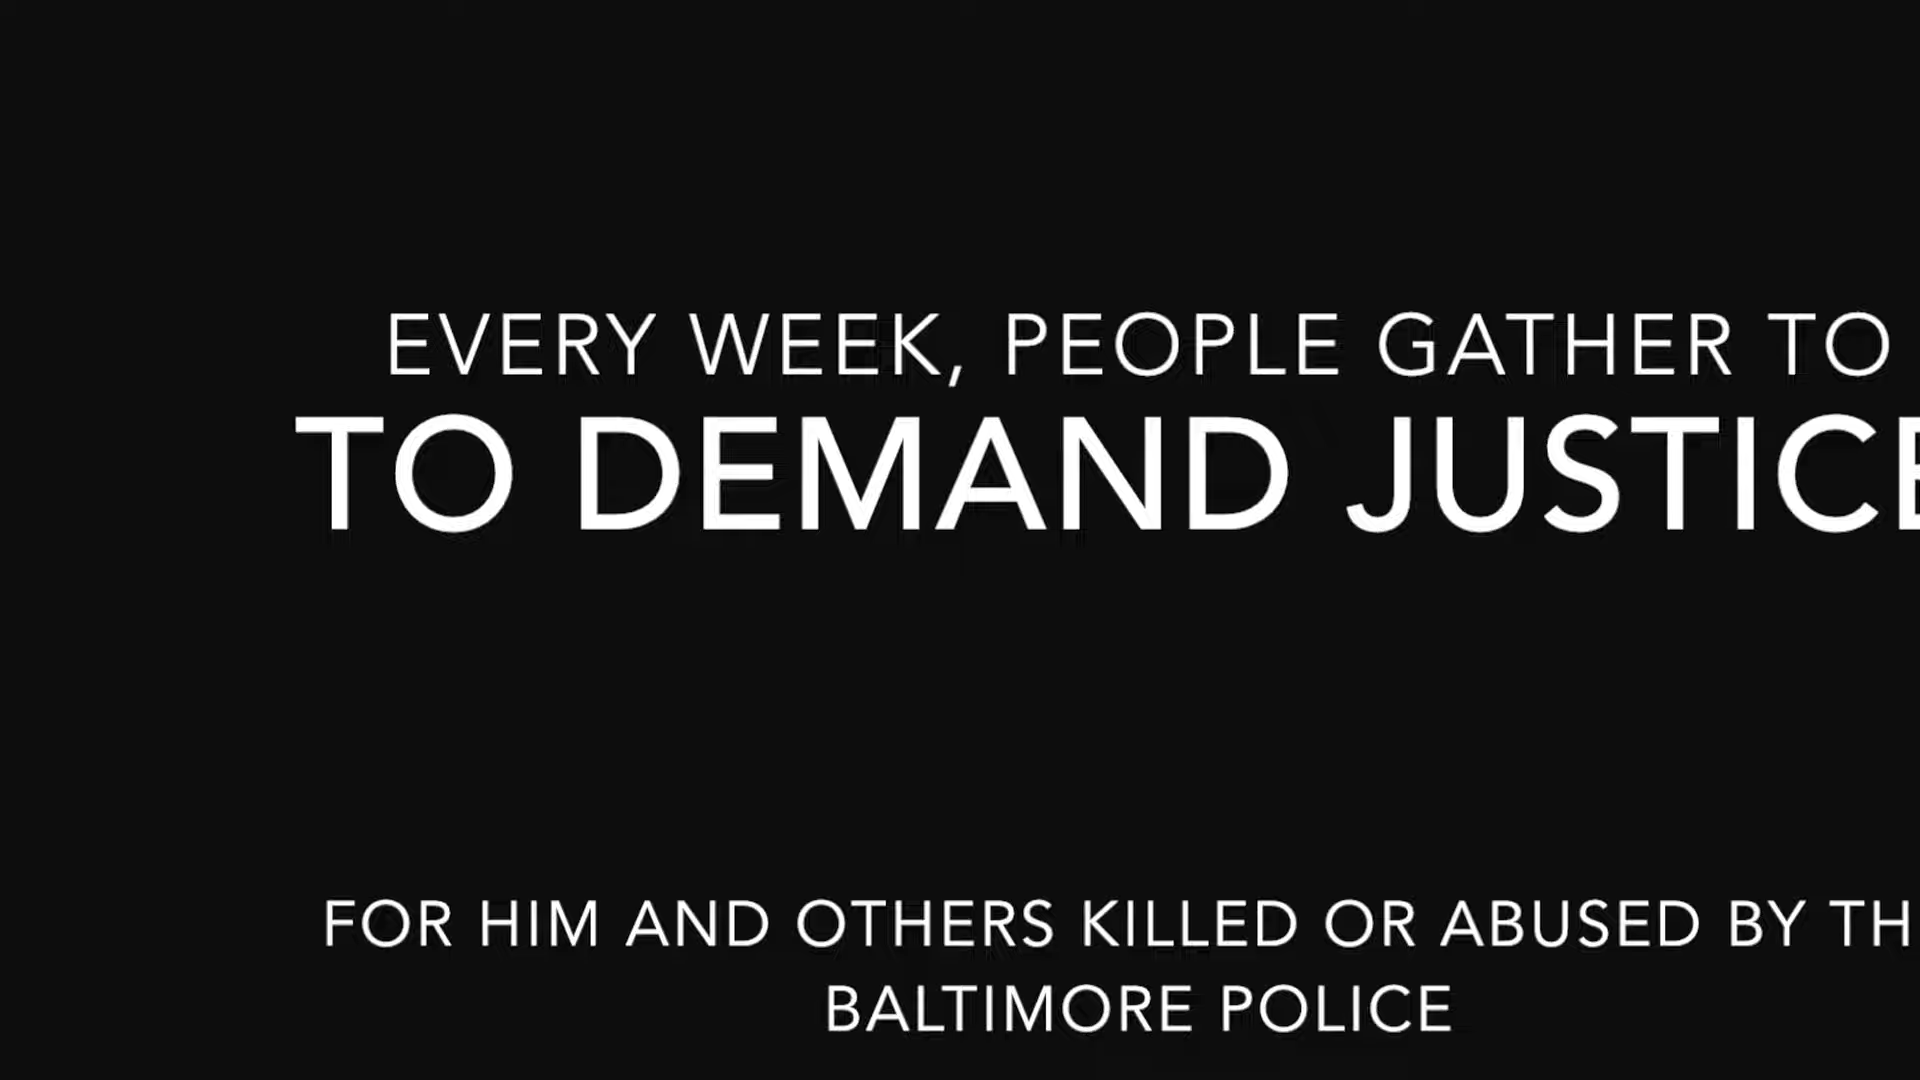 EVERY WEEK, PEOPLE GATHER TO
TO DEMAND JUSTICE
FOR HIM AND OTHERS KILLED OR ABUSED BY TH
BALTIMORE POLICE